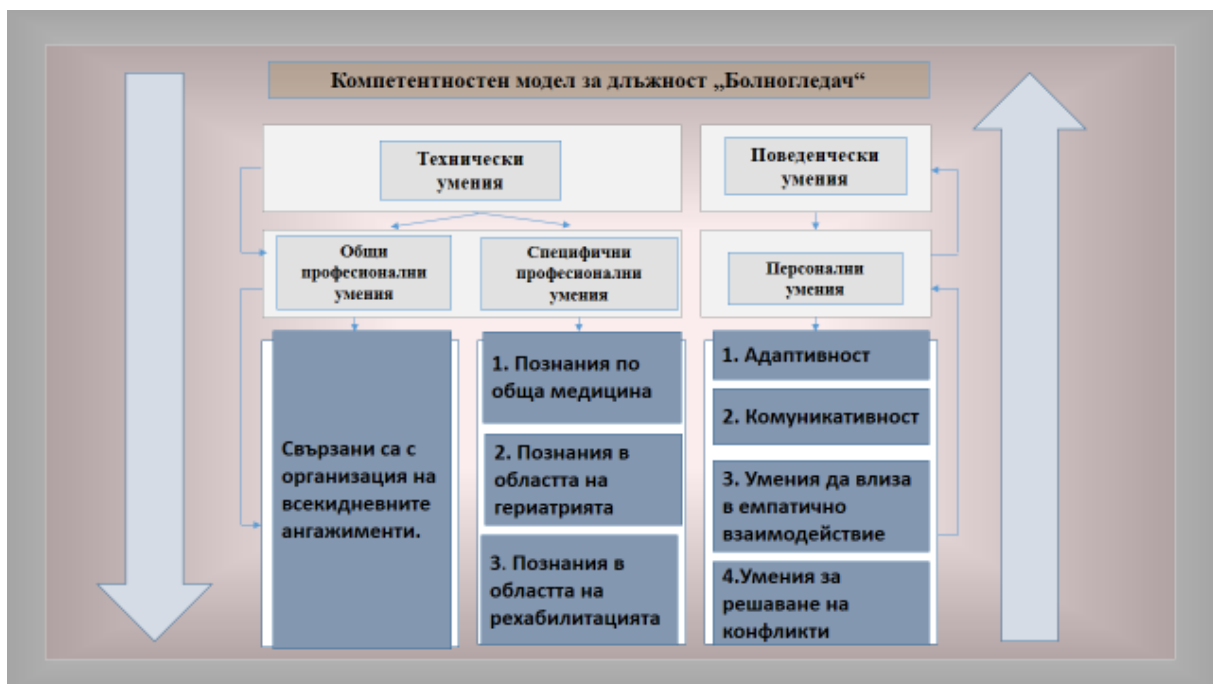 Компетентностен модел за длъжност „Болногледач“
Технически
умения
Поведенчески
умения
Общи
професионални
умения
Специфични
професионални
умения
Персонални
умения
Свързани са с
организация на
всекидневните
ангажименти.
1. Познания по
обща медицина
2. Познания в
областта на
гериатрията
3. Познания в
областта на
рехабилитацията
1. Адаптивност
2. Комуникативност
3. Умения да влиза
в емпатично
взаимодействие
4.Умения за
решаване на
конфликти